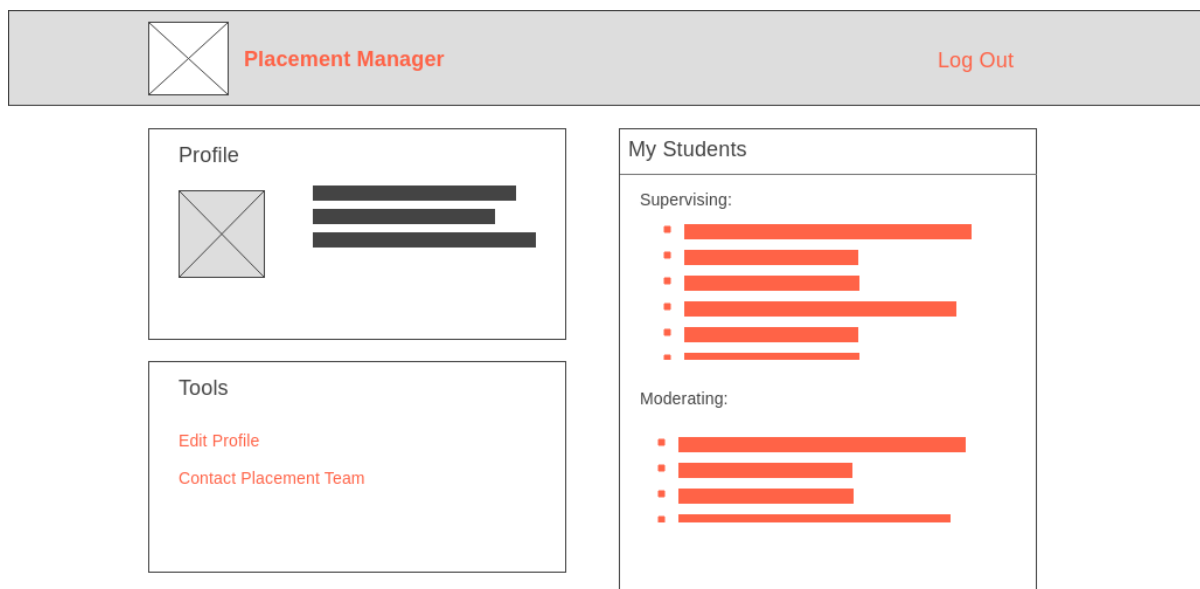 Placement Manager
Log Out
Profile
Tools
Edit Profile
Contact Placement Team
My Students
Supervising:
Moderating: